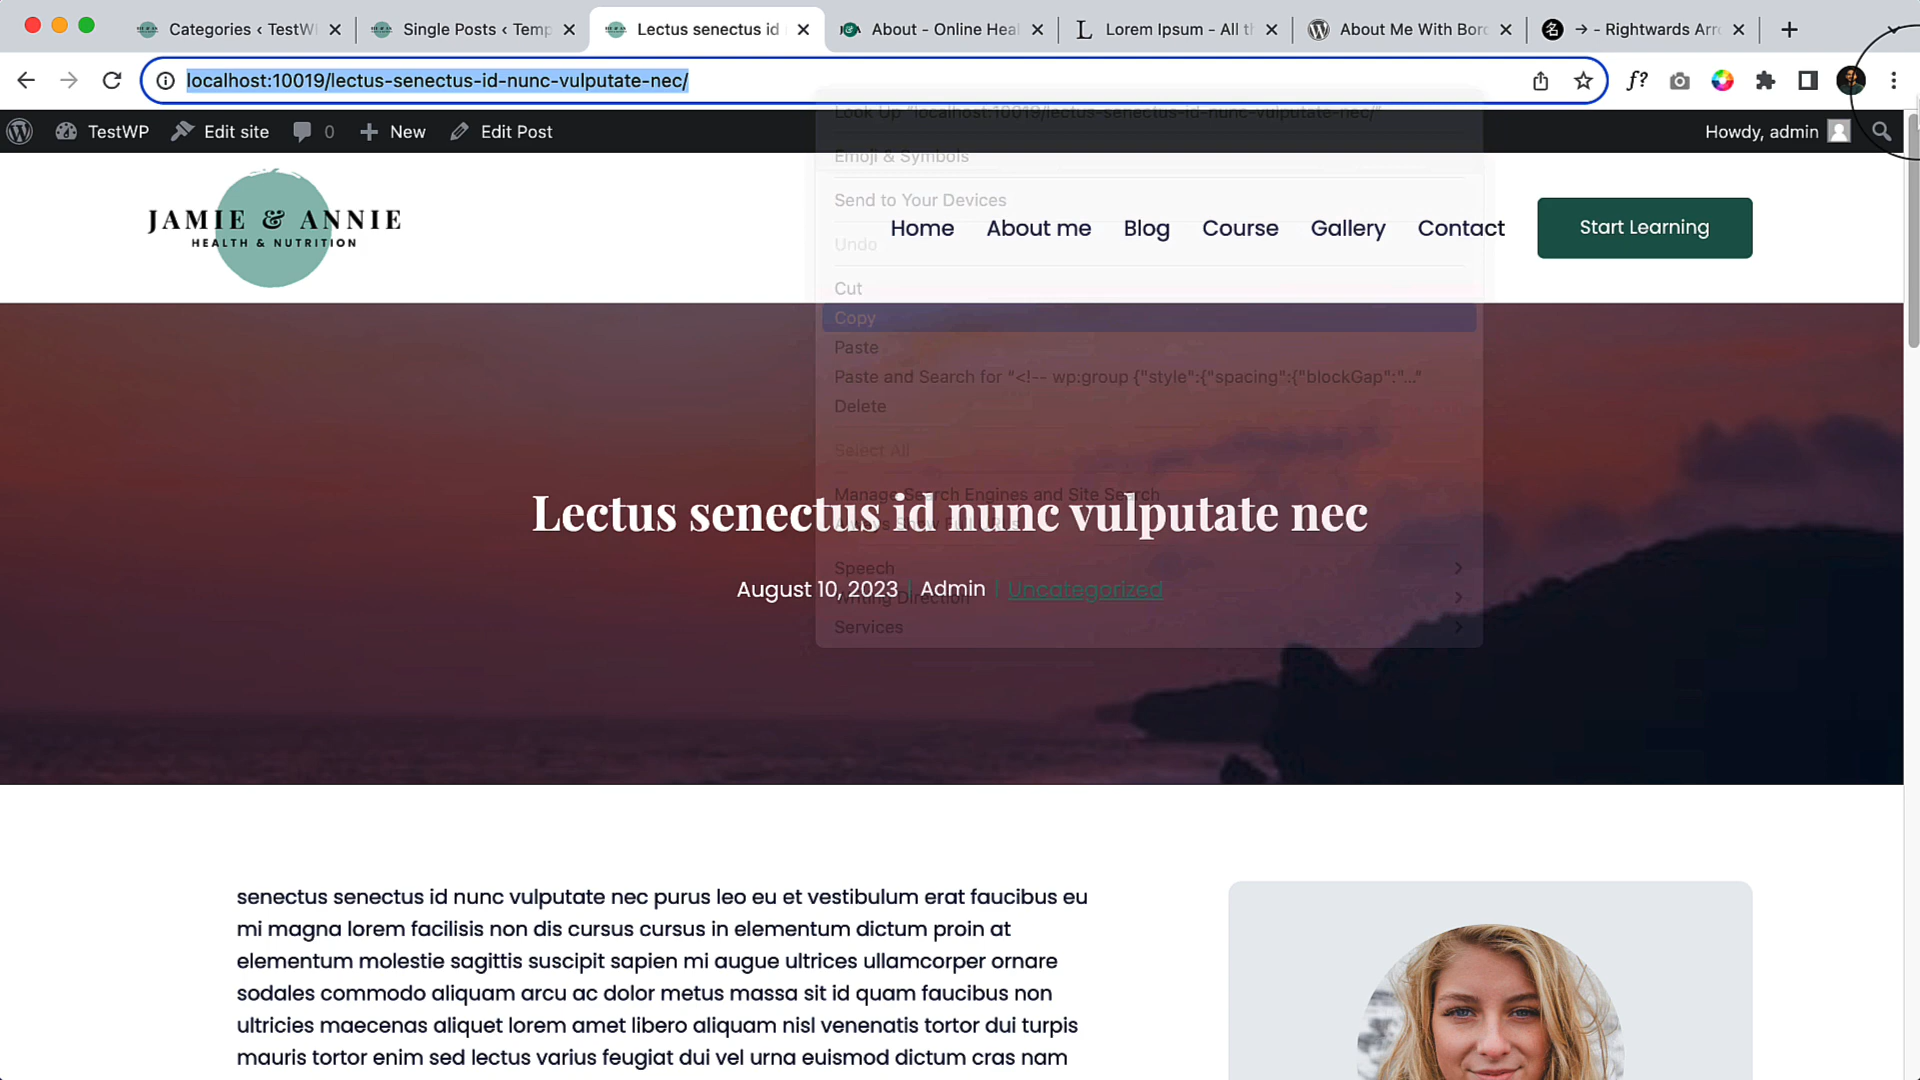 Categories ‹ TestW
Single Posts ‹ Temp
Lectus senectus id
About - Online Heal
Lorem Ipsum - All t
About Me With Bord
名 → - Rightwards Arr
localhost:10019/lectus-senectus-id-nunc-vulputate-nec/
f?
TestWP
Edit site
0
New
Edit Post
Howdy, admin
Look Up "localhost:10019/lectus-senectus-id-nunc-vulputate-nec/"
Emoji & Symbols
Send to Your Devices
Undo
Cut
Copy
Paste
Paste and Search for "<!-- wp:group {"style":{"spacing":{"blockGap":"..."
Delete
Select All
Manage Search Engines and Site Search
Always Show Full URLs
Speech
Writing Direction
Services
JAMIE & ANNIE
HEALTH & NUTRITION
Home
About me
Blog
Course
Gallery
Contact
Start Learning
Lectus senectus id nunc vulputate nec
August 10, 2023 | Admin | Uncategorized
senectus senectus id nunc vulputate nec purus leo eu et vestibulum erat faucibus eu
mi magna lorem facilisis non dis cursus cursus in elementum dictum proin at
elementum molestie sagittis suscipit sapien mi augue ultrices ullamcorper ornare
sodales commodo aliquam arcu ac dolor metus massa sit id quam faucibus non
ultricies maecenas aliquet lorem amet libero aliquam nisl venenatis tortor dui turpis
mauris tortor enim sed lectus varius feugiat dui vel urna euismod dictum cras nam